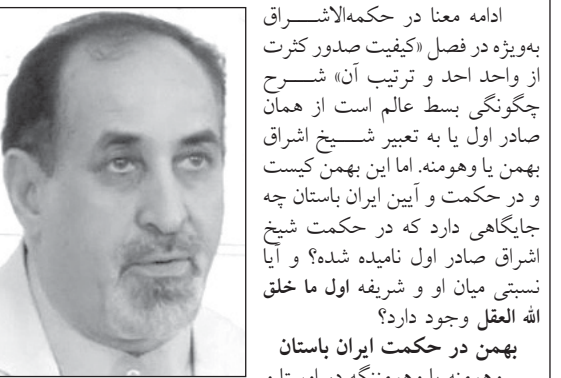 ادامه معنا در حکمه‌الاشـــراق
به‌ویژه در فصل «کیفیت صدور کثرت
از واحد احد و ترتیب آن» شـــرح
چگونگی بسط عالم است از همان
صادر اول یا به تعبیر شـــیخ اشراق
بهمن یا وهومنه. اما این بهمن کیست
و در حکمت و آیین ایران باستان چه
جایگاهی دارد که در حکمت شیخ
اشراق صادر اول نامیده شده؟ و آیا
نسبتی میان او و شریفه اول ما خلق
الله العقل وجود دارد؟
بهمن در حکمت ایران باستان